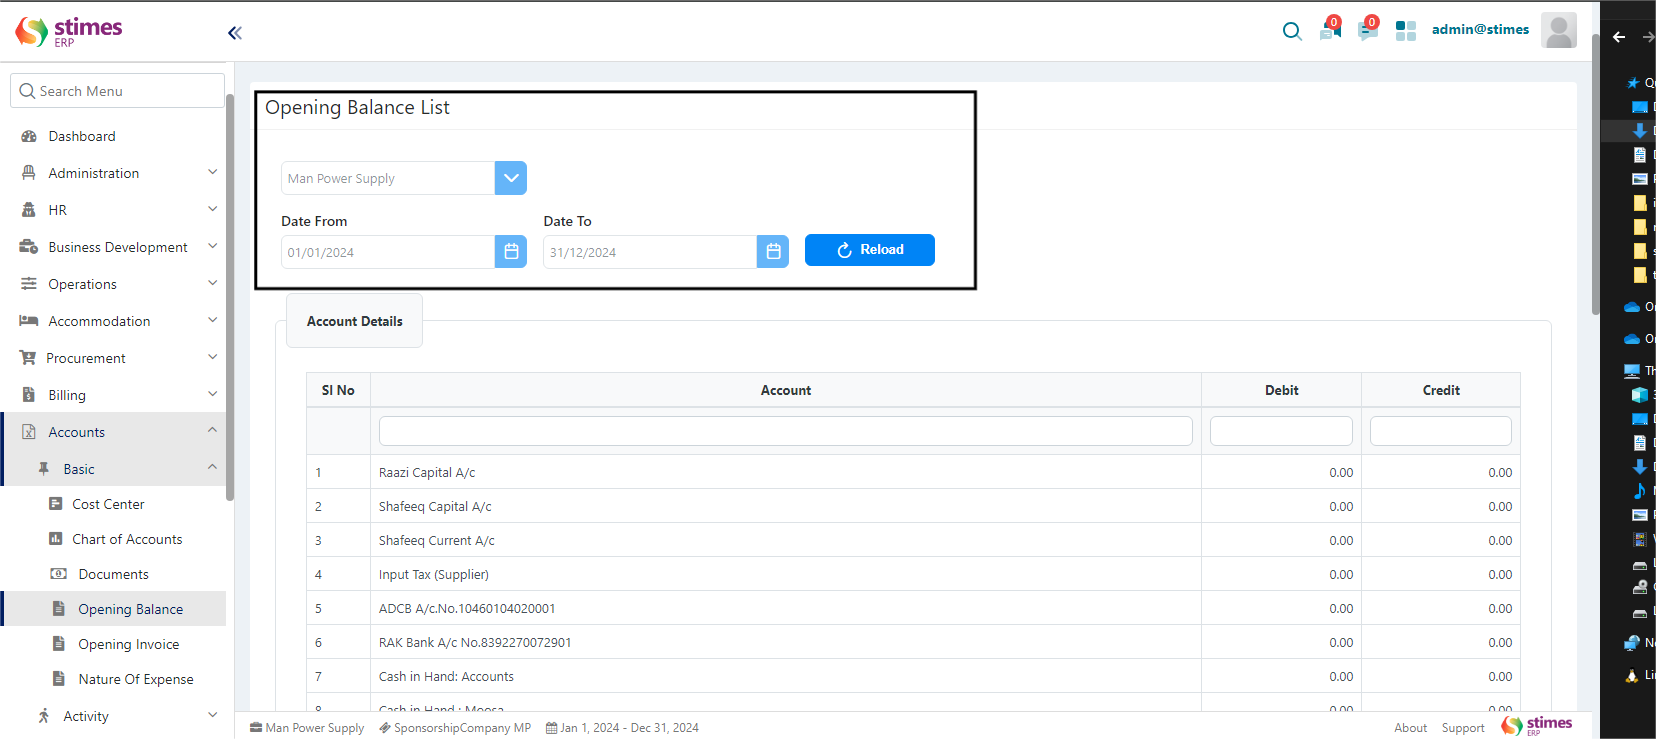 stimes
ERP
0
0
admin@stimes
Search Menu
Dashboard
Administration
HR
Business Development
Operations
Accommodation
Procurement
Billing
Accounts
Basic
Cost Center
Chart of Accounts
Documents
Opening Balance
Opening Invoice
Nature Of Expense
Activity
Opening Balance List
Man Power Supply
Date From Date To
01/01/2024 31/12/2024 Reload
Account Details
Sl No Account Debit Credit
1 Raazi Capital A/c 0.00 0.00
2 Shafeeq Capital A/c 0.00 0.00
3 Shafeeq Current A/c 0.00 0.00
4 Input Tax (Supplier) 0.00 0.00
5 ADCB A/c.No.10460104020001 0.00 0.00
6 RAK Bank A/c No.8392270072901 0.00 0.00
7 Cash in Hand: Accounts 0.00 0.00
8 Cash in Hand : Moosa 0.00 0.00
Man Power Supply SponsorshipCompany MP Jan 1, 2024 - Dec 31, 2024
About Support stimes
ERP